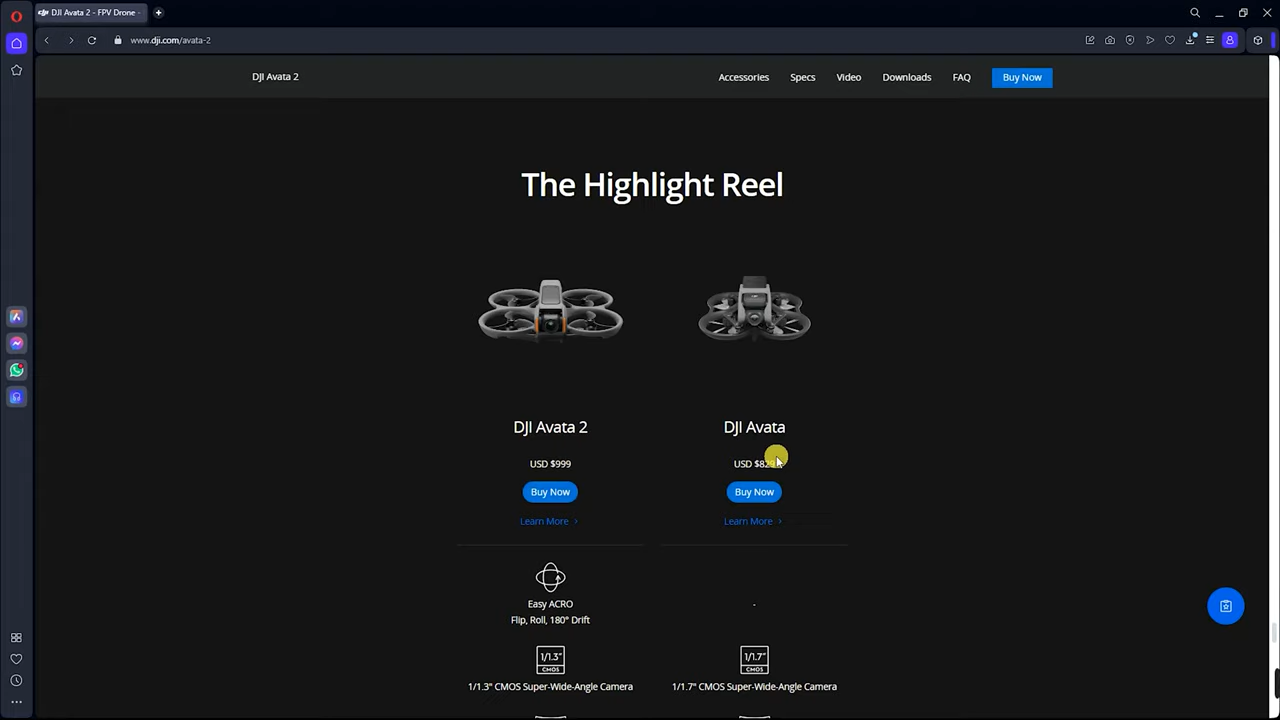 DJI Avata 2 - FPV Drone -
www.dji.com/avata-2
DJI Avata 2
Accessories
Specs
Video
Downloads
FAQ
Buy Now
The Highlight Reel
DJI Avata 2
DJI Avata
USD $999
USD
Buy Now
Buy Now
Learn More >
Learn More >
Easy ACRO
-
Flip, Roll, 180° Drift
1/1.3"
CMOS
1/1.7"
CMOS
1/1.3" CMOS Super-Wide-Angle Camera
1/1.7" CMOS Super-Wide-Angle Camera